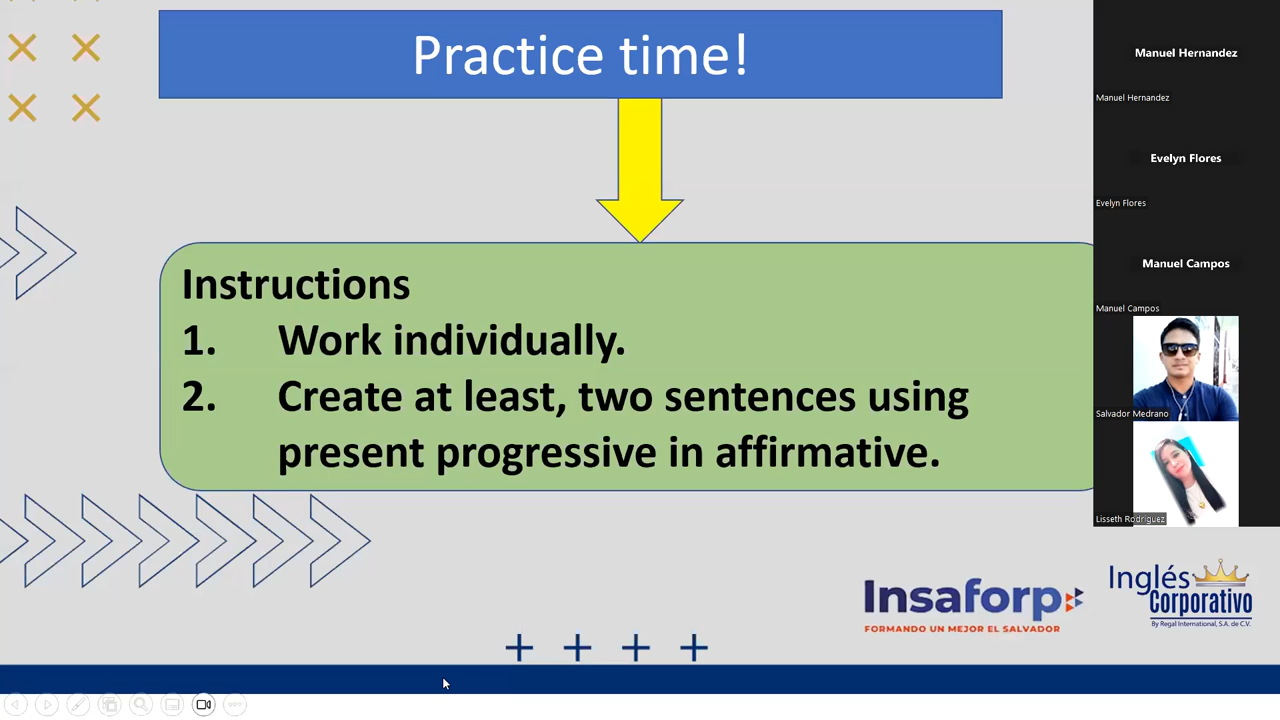 Practice time!
Instructions
1. Work individually.
2. Create at least, two sentences using
present progressive in affirmative.
Manuel Hernandez
Manuel Hernandez
Evelyn Flores
Evelyn Flores
Manuel Campos
Manuel Campos
Salvador Medrano
Lisseth Rodriguez
Insaforp
FORMANDO UN MEJOR EL SALVADOR
Inglés
Corporativo
By Regal International, S.A. de C.V.